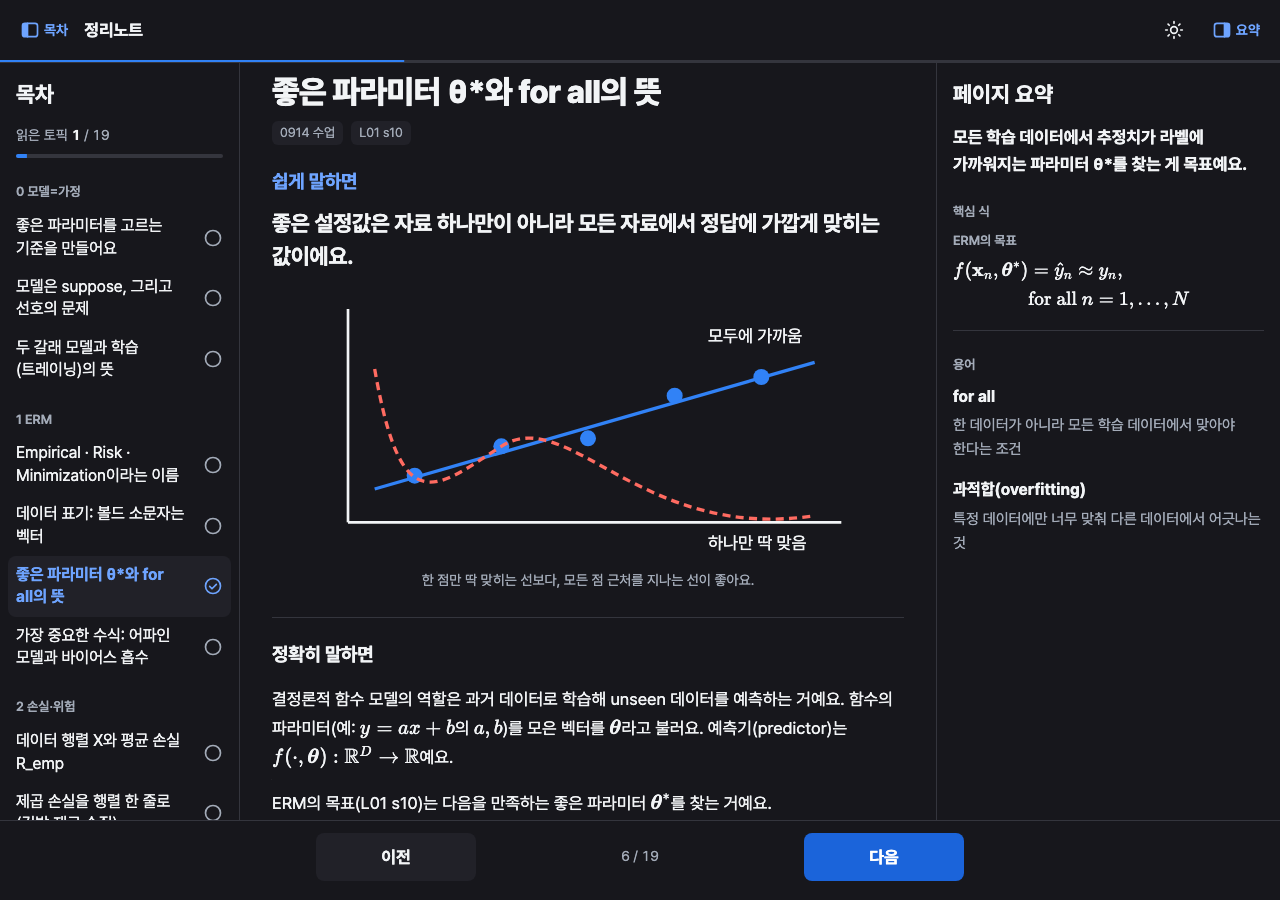 목차
정리노트
요약
목차
읽은 토픽 1 / 19
0 모델=가정
좋은 파라미터를 고르는
기준을 만들어요
모델은 suppose, 그리고
선호의 문제
두 갈래 모델과 학습
(트레이닝)의 뜻
1 ERM
Empirical · Risk ·
Minimization이라는 이름
데이터 표기: 볼드 소문자는
벡터
좋은 파라미터 θ*와 for
all의 뜻
가장 중요한 수식: 어파인
모델과 바이어스 흡수
2 손실·위험
데이터 행렬 X와 평균 손실
R_emp
제곱 손실을 행렬 한 줄로
좋은 파라미터 θ*와 for all의 뜻
0914 수업
L01 s10
쉽게 말하면
좋은 설정값은 자료 하나만이 아니라 모든 자료에서 정답에 가깝게 맞히는
값이에요.
모두에 가까움
하나만 딱 맞음
한 점만 딱 맞히는 선보다, 모든 점 근처를 지나는 선이 좋아요.
정확히 말하면
결정론적 함수 모델의 역할은 과거 데이터로 학습해 unseen 데이터를 예측하는 거예요. 함수의
파라미터(예: y = ax + b의 a, b)를 모은 벡터를 θ라고 불러요. 예측기(predictor)는
f(·, θ) : ℝ^D → ℝ예요.
ERM의 목표(L01 s10)는 다음을 만족하는 좋은 파라미터 θ*를 찾는 거예요.
페이지 요약
모든 학습 데이터에서 추정치가 라벨에
가까워지는 파라미터 θ*를 찾는 게 목표예요.
핵심 식
ERM의 목표
f(x_n, θ*) = ŷ_n ≈ y_n,
for all n = 1, . . . , N
용어
for all
한 데이터가 아니라 모든 학습 데이터에서 맞아야
한다는 조건
과적합(overfitting)
특정 데이터에만 너무 맞춰 다른 데이터에서 어긋나는
것
이전
6 / 19
다음